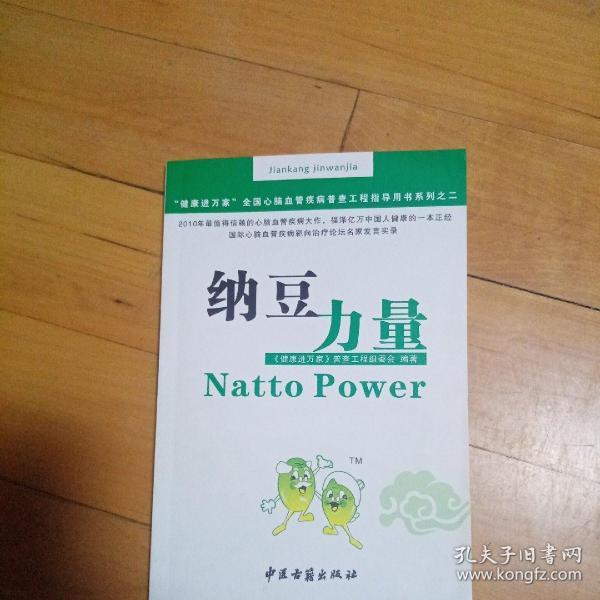 Jiankang jinwanjia
“健康进万家”全国心脑血管疾病普查工程指导用书系列之二
2010年最值得信赖的心脑血管疾病大作，福泽亿万中国人健康的一本正经
国际心脑血管疾病靶向治疗论坛名家发言实录
纳豆
力量
《健康进万家》普查工程组委会 编著
Natto Power
TM
中医古籍出版社
孔夫子旧书网
www.kongfz.com